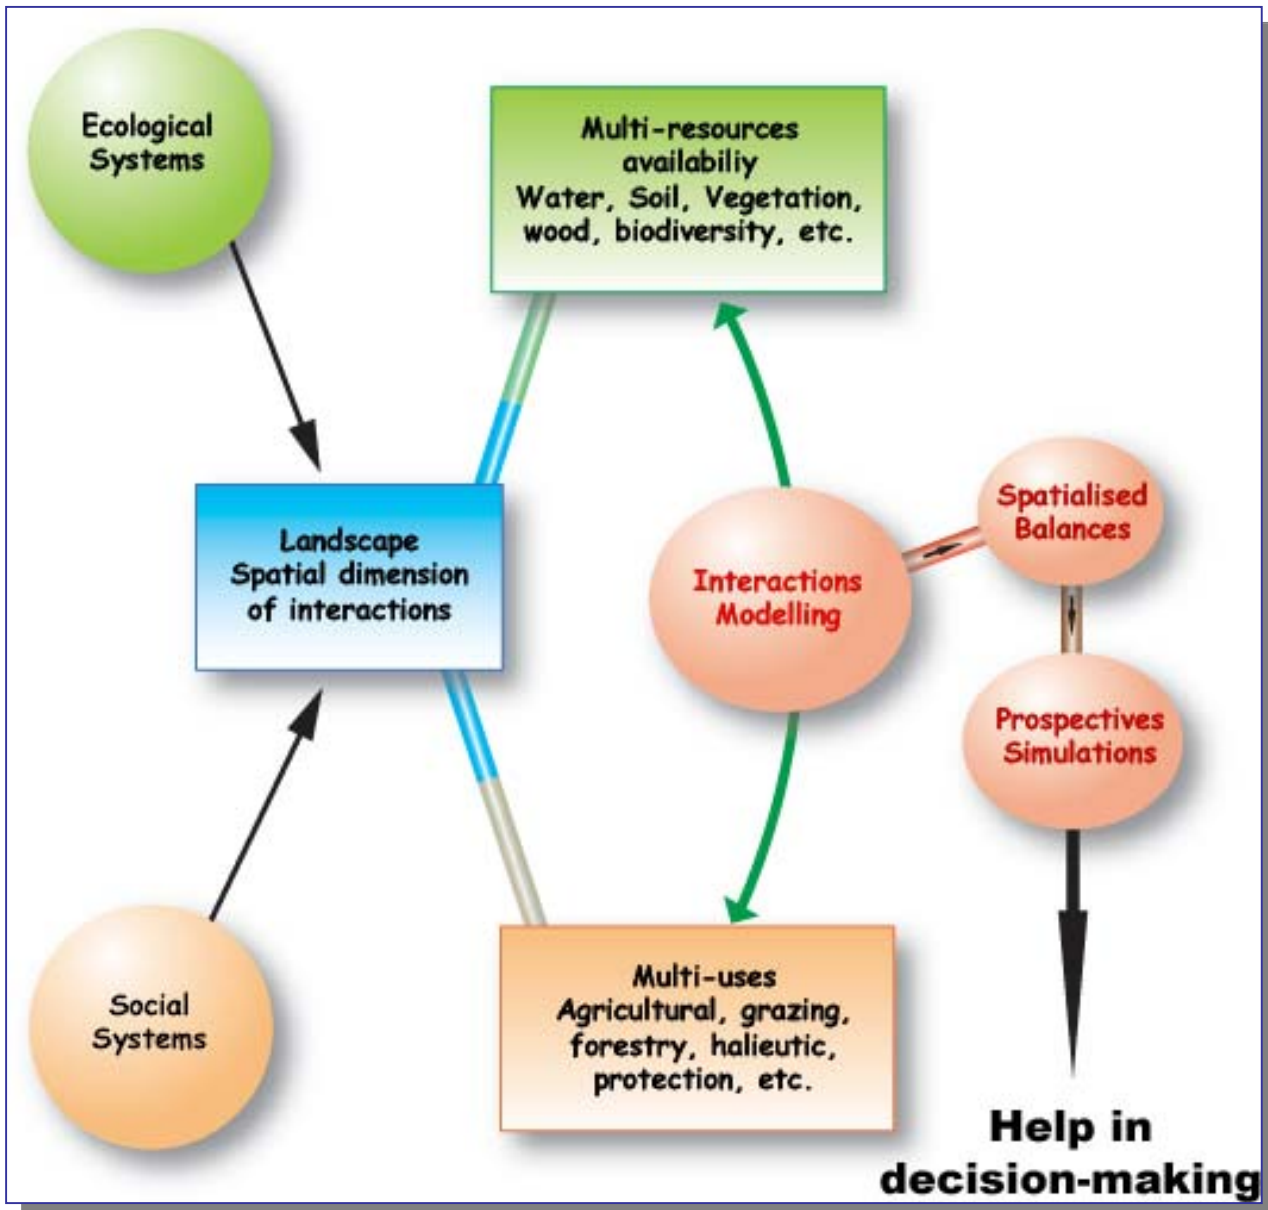 Ecological
Systems
Multi-resources
availabiliy
Water, Soil, Vegetation,
wood, biodiversity, etc.
Landscape
Spatial dimension
of interactions
Interactions
Modelling
Spatialised
Balances
Prospectives
Simulations
Social
Systems
Multi-uses
Agricultural, grazing,
forestry, halieutic,
protection, etc.
Help in
decision-making